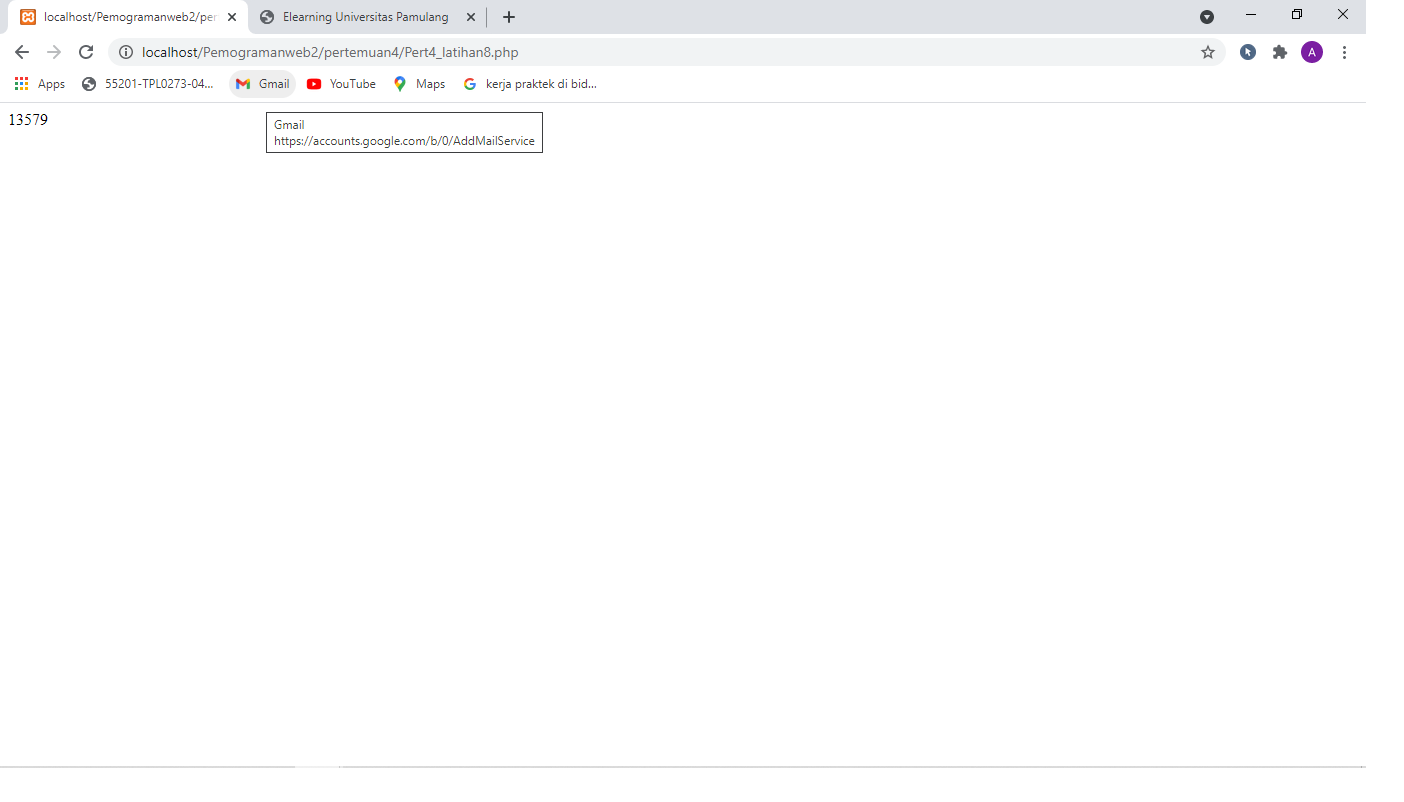 localhost/Pemogramanweb2/per
Elearning Universitas Pamulang
localhost/Pemogramanweb2/pertemuan4/Pert4_latihan8.php
A
Apps
55201-TPL0273-04...
Gmail
YouTube
Maps
kerja praktek di bid...
13579
Gmail
https://accounts.google.com/b/0/AddMailService